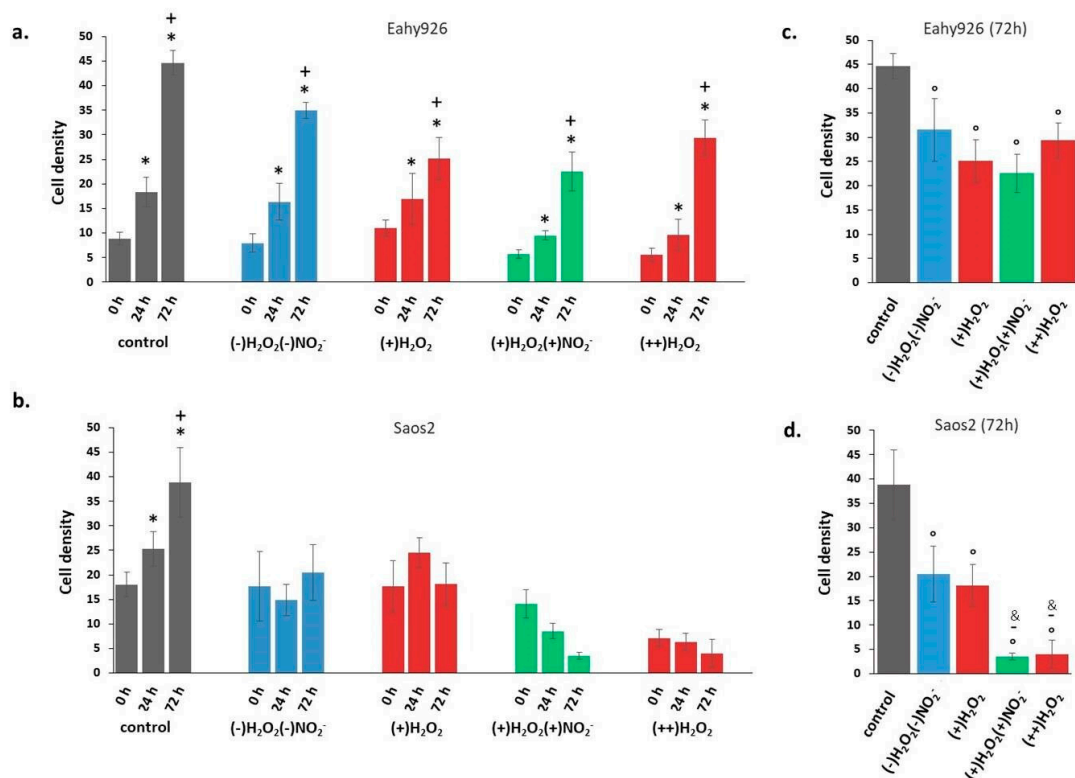 a.
Eahy926
Cell density
50
45
40
35
30
25
20
15
10
5
0
*
*
+
*
*
+
*
*
+
*
*
+
*
*
+
0 h
24 h
72 h
0 h
24 h
72 h
0 h
24 h
72 h
0 h
24 h
72 h
0 h
24 h
72 h
control
(-)H₂O₂(-)NO₂⁻
(+)H₂O₂
(+)H₂O₂(+)NO₂⁻
(++)H₂O₂
c.
Eahy926 (72h)
Cell density
50
45
40
35
30
25
20
15
10
5
0
°
°
°
°
control
(-)H₂O₂(-)NO₂⁻
(+)H₂O₂
(+)H₂O₂(+)NO₂⁻
(++)H₂O₂
b.
Saos2
Cell density
50
45
40
35
30
25
20
15
10
5
0
*
+
*
0 h
24 h
72 h
0 h
24 h
72 h
0 h
24 h
72 h
0 h
24 h
72 h
0 h
24 h
72 h
control
(-)H₂O₂(-)NO₂⁻
(+)H₂O₂
(+)H₂O₂(+)NO₂⁻
(++)H₂O₂
d.
Saos2 (72h)
Cell density
50
45
40
35
30
25
20
15
10
5
0
°
°
&
-
°
&
-
°
control
(-)H₂O₂(-)NO₂⁻
(+)H₂O₂
(+)H₂O₂(+)NO₂⁻
(++)H₂O₂